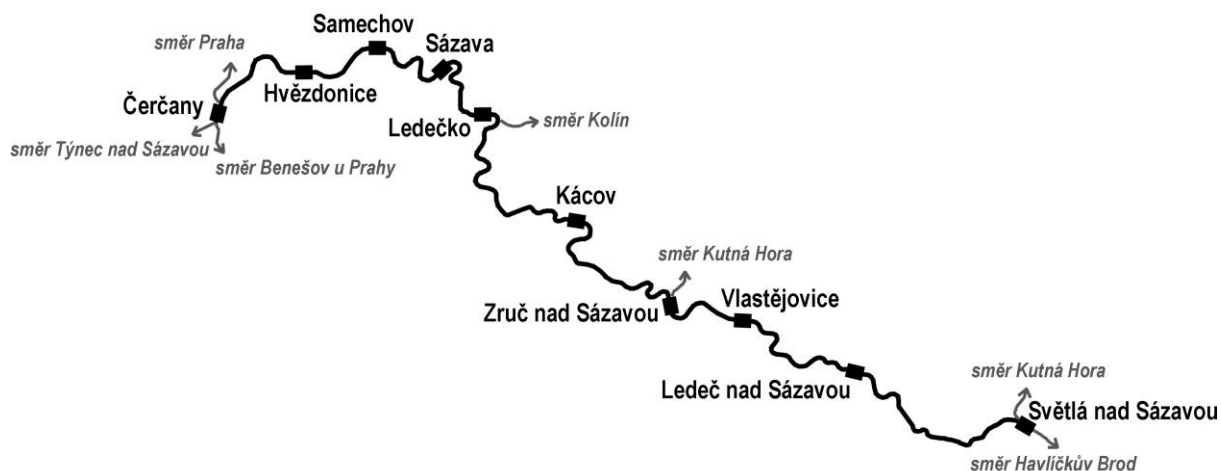 Samechov
směr Praha
Sázava
Hvězdonice
Čerčany
Ledečko
směr Kolín
směr Týnec nad Sázavou
směr Benešov u Prahy
Kácov
směr Kutná Hora
Vlastějovice
Zruč nad Sázavou
směr Kutná Hora
Ledeč nad Sázavou
Světlá nad Sázavou
směr Havlíčkův Brod